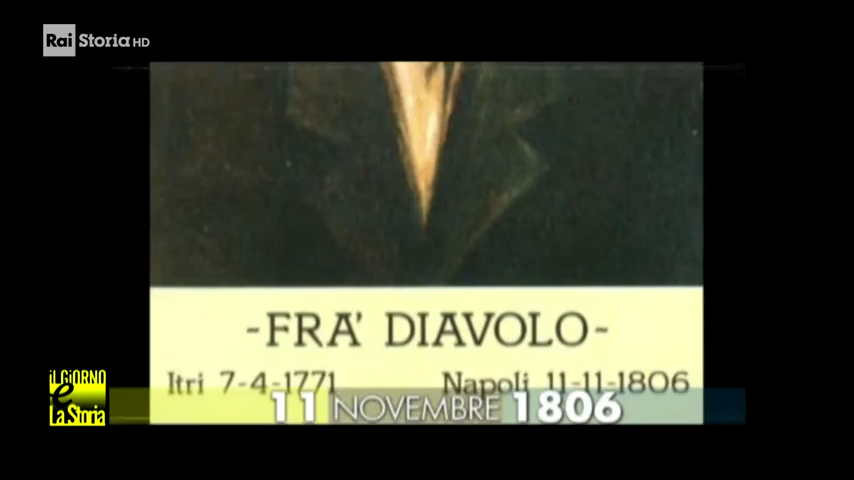 Rai Storia HD
-FRA' DIAVOLO-
Itri 7-4-1771 Napoli 11-11-1806
iL GiORNO
e
La Storia
11 NOVEMBRE 1806